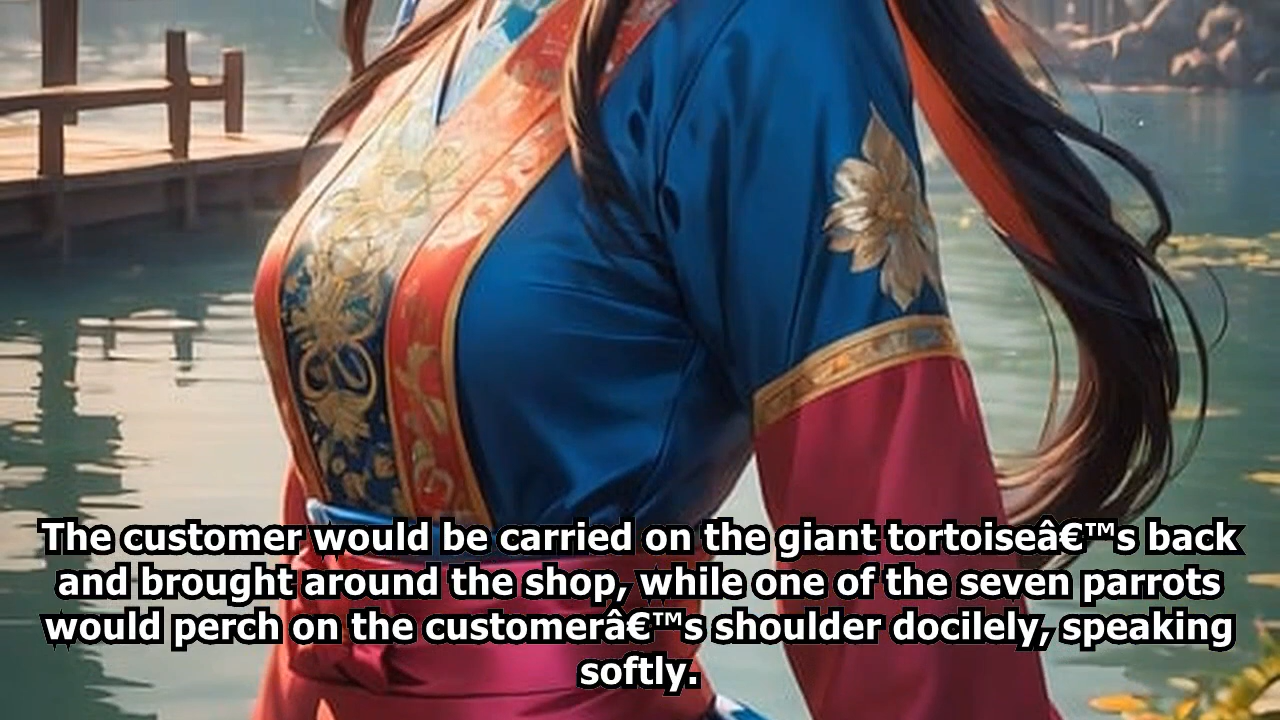 The customer would be carried on the giant tortoiseâ€™s back
and brought around the shop, while one of the seven parrots
would perch on the customerâ€™s shoulder docilely, speaking
softly.